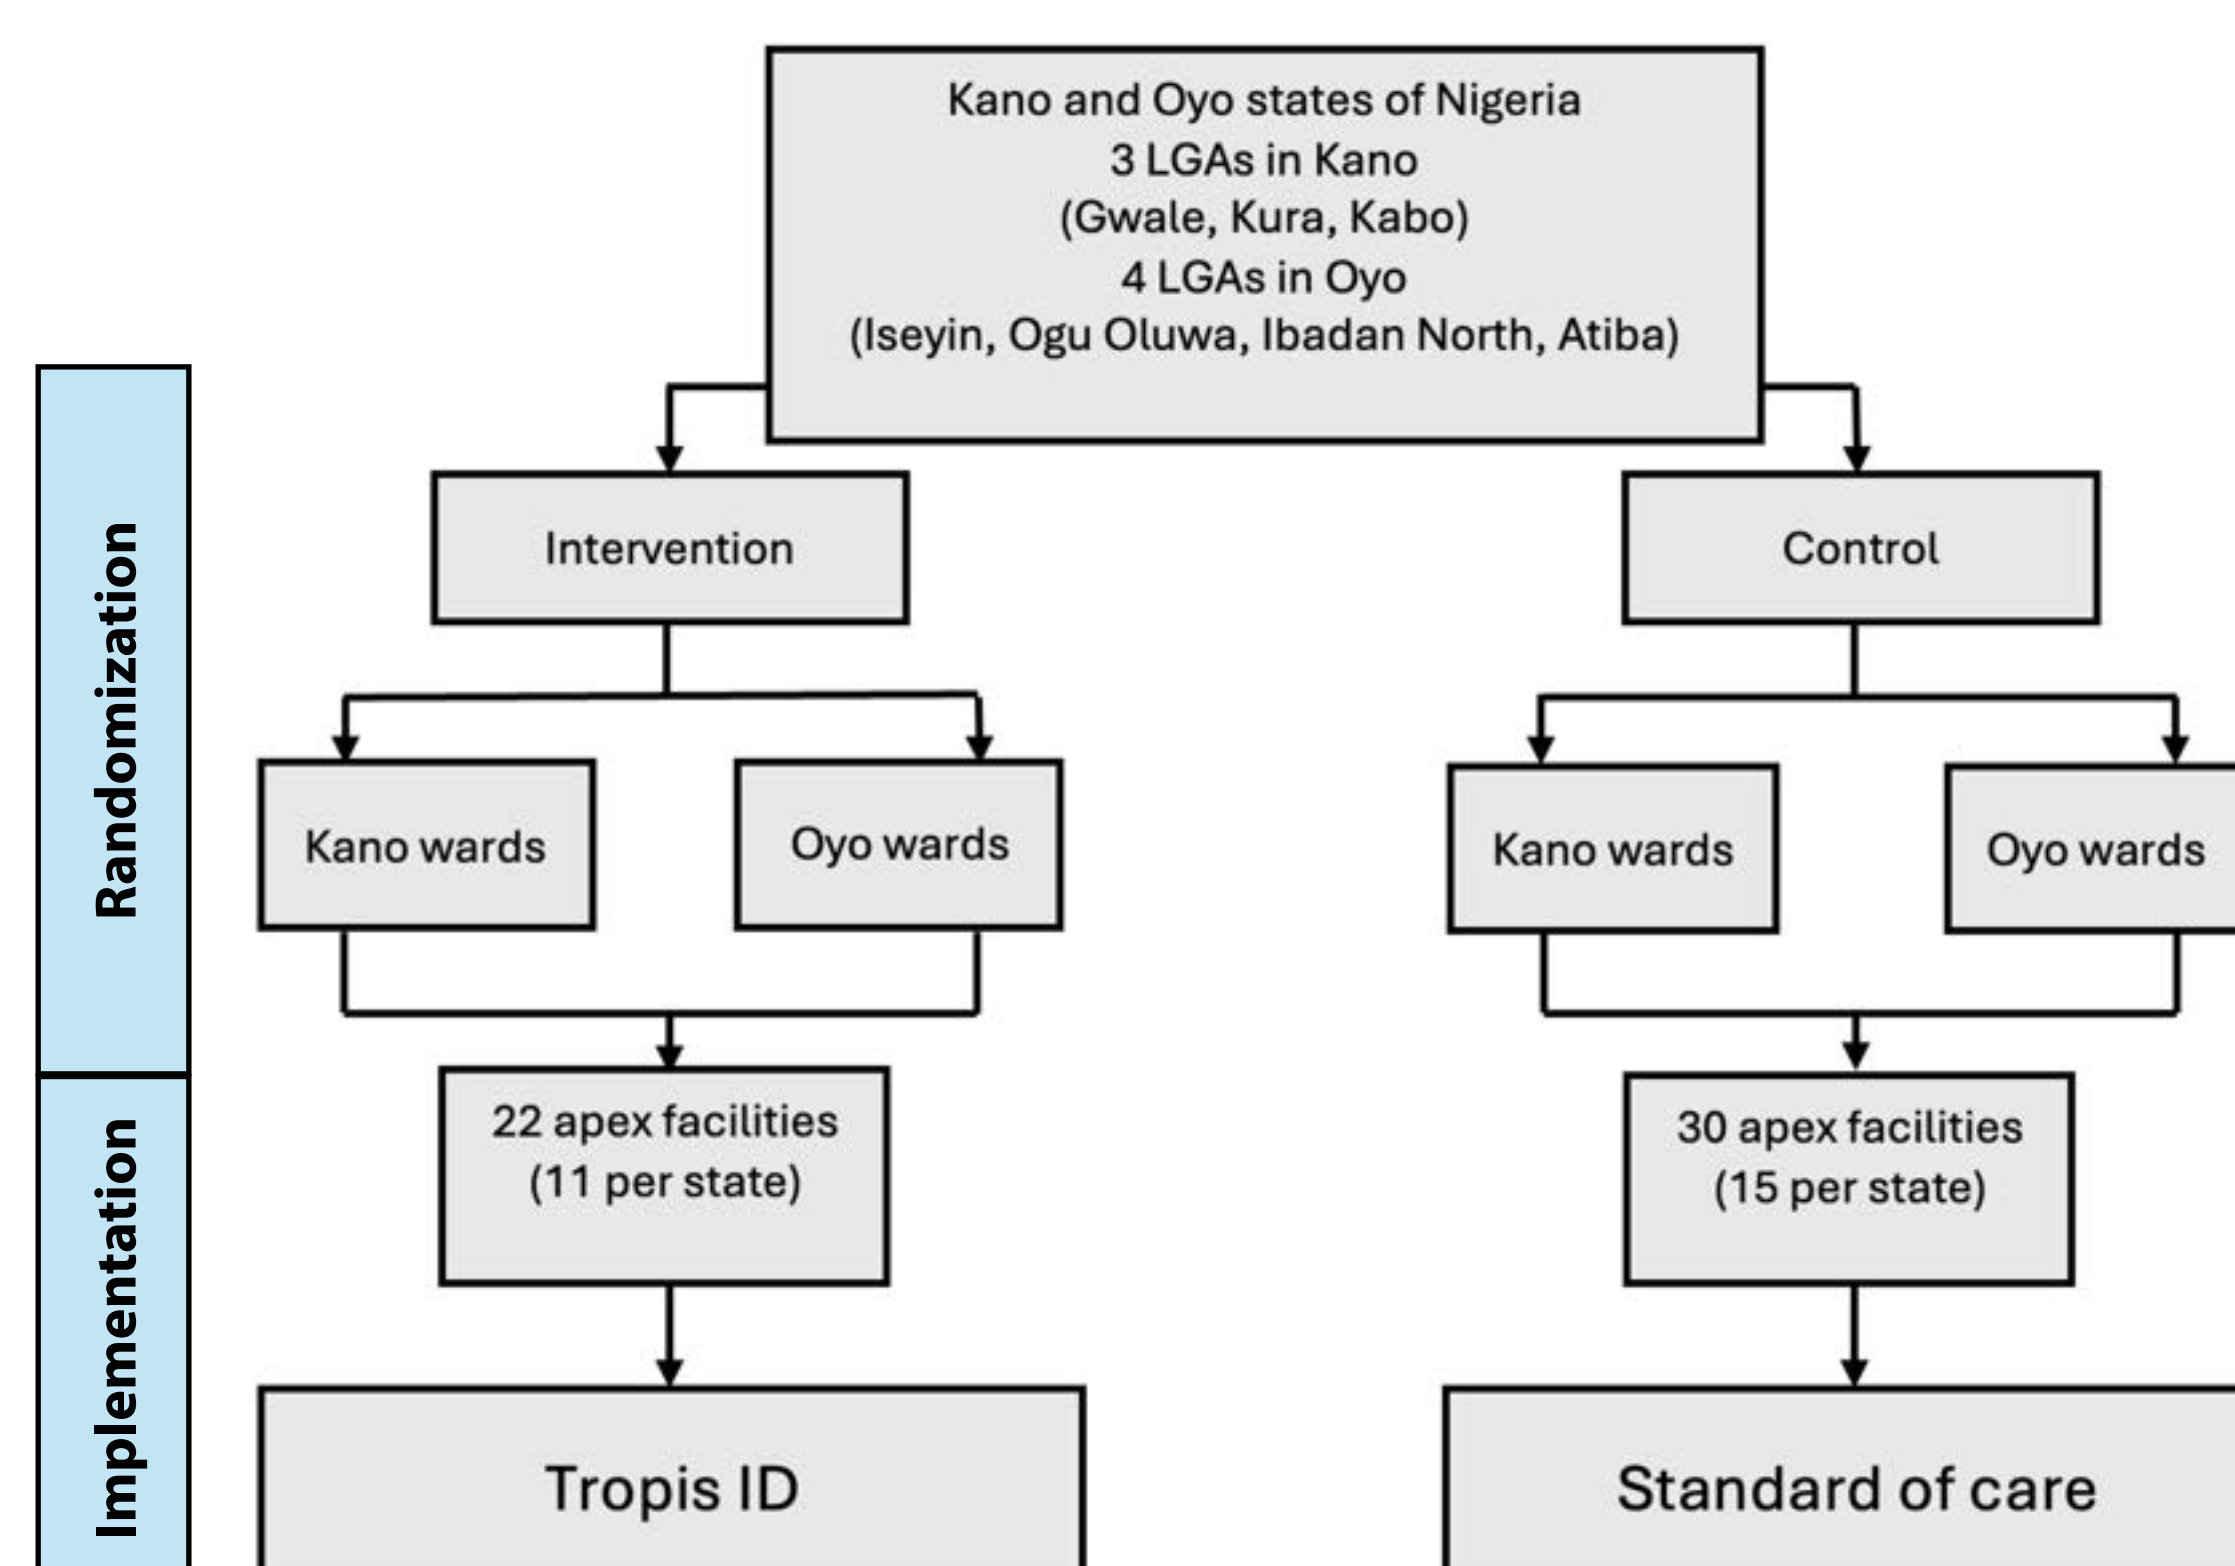 Kano and Oyo states of Nigeria
3 LGAs in Kano
(Gwale, Kura, Kabo)
4 LGAs in Oyo
(Iseyin, Ogu Oluwa, Ibadan North, Atiba)
Randomization
Intervention
Control
Kano wards
Oyo wards
Kano wards
Oyo wards
Implementation
22 apex facilities
(11 per state)
30 apex facilities
(15 per state)
Tropis ID
Standard of care